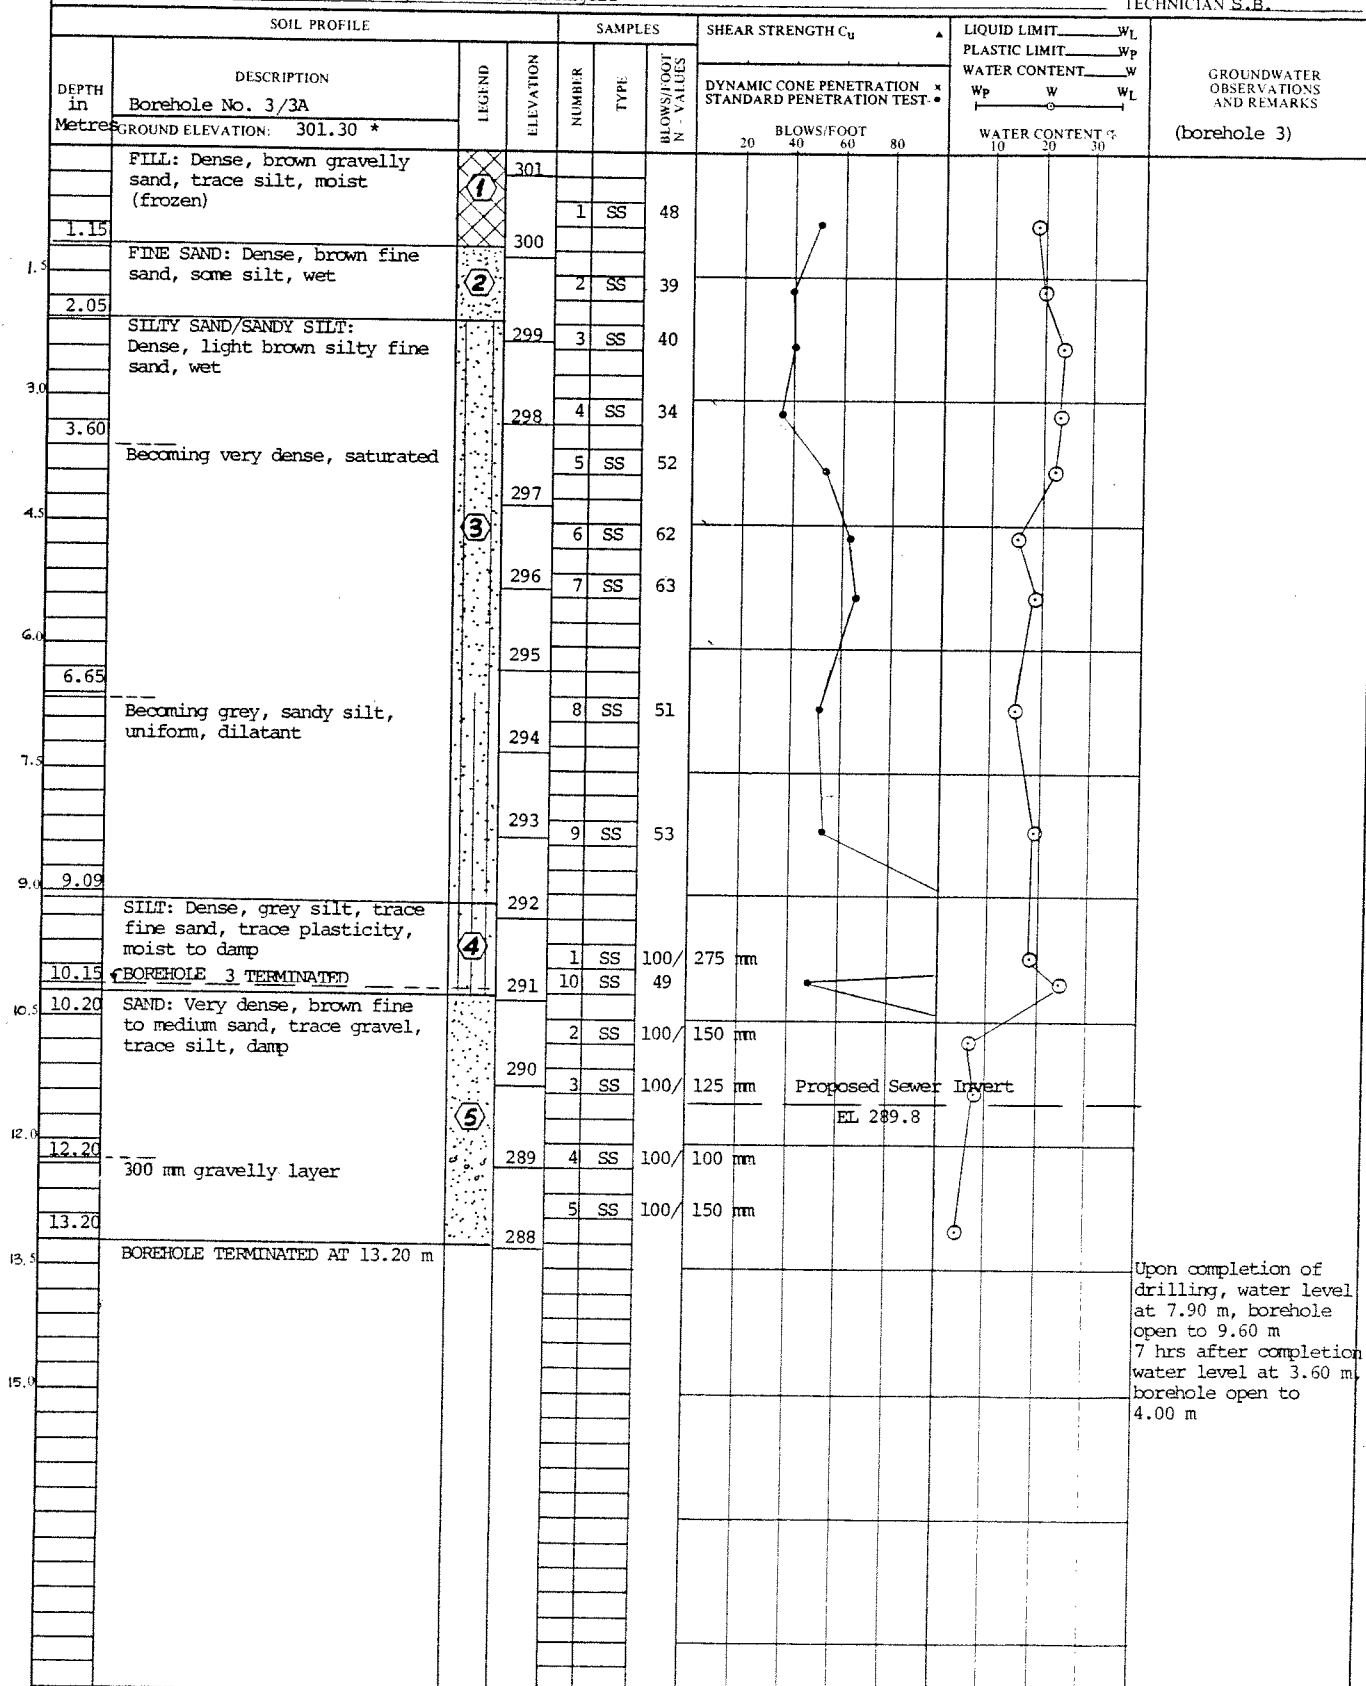 TECHNICIAN S.B.
SOIL PROFILE
SAMPLES
SHEAR STRENGTH Cu ▲
LIQUID LIMIT WL
PLASTIC LIMIT WP
WATER CONTENT W
WP W WL
WATER CONTENT %
10 20 30
DYNAMIC CONE PENETRATION ×
STANDARD PENETRATION TEST ●
BLOWS/FOOT
20 40 60 80
GROUNDWATER
OBSERVATIONS
AND REMARKS
(borehole 3)
DEPTH
in
Metres
DESCRIPTION
Borehole No. 3/3A
GROUND ELEVATION: 301.30 *
LEGEND
ELEVATION
NUMBER
TYPE
BLOWS/FOOT
N - VALUES
FILL: Dense, brown gravelly
sand, trace silt, moist
(frozen)
1
301
1 SS 48
1.15
300
FINE SAND: Dense, brown fine
sand, some silt, wet
1.5
2
2 SS 39
2.05
SILTY SAND/SANDY SILT:
Dense, light brown silty fine
sand, wet
299
3 SS 40
3.0
298
4 SS 34
3.60
Becoming very dense, saturated
5 SS 52
297
4.5
3
6 SS 62
296
7 SS 63
6.0
295
6.65
Becoming grey, sandy silt,
uniform, dilatant
8 SS 51
294
7.5
293
9 SS 53
9.0
9.09
292
SILT: Dense, grey silt, trace
fine sand, trace plasticity,
moist to damp
4
1 SS 100/ 275 mm
10.15
BOREHOLE 3 TERMINATED
291
10 SS 49
10.5
10.20
SAND: Very dense, brown fine
to medium sand, trace gravel,
trace silt, damp
2 SS 100/ 150 mm
290
3 SS 100/ 125 mm
Proposed Sewer Invert
EL 289.8
5
12.0
12.20
300 mm gravelly layer
289
4 SS 100/ 100 mm
5 SS 100/ 150 mm
13.20
288
BOREHOLE TERMINATED AT 13.20 m
13.5
15.0
Upon completion of
drilling, water level
at 7.90 m, borehole
open to 9.60 m
7 hrs after completion
water level at 3.60 m,
borehole open to
4.00 m